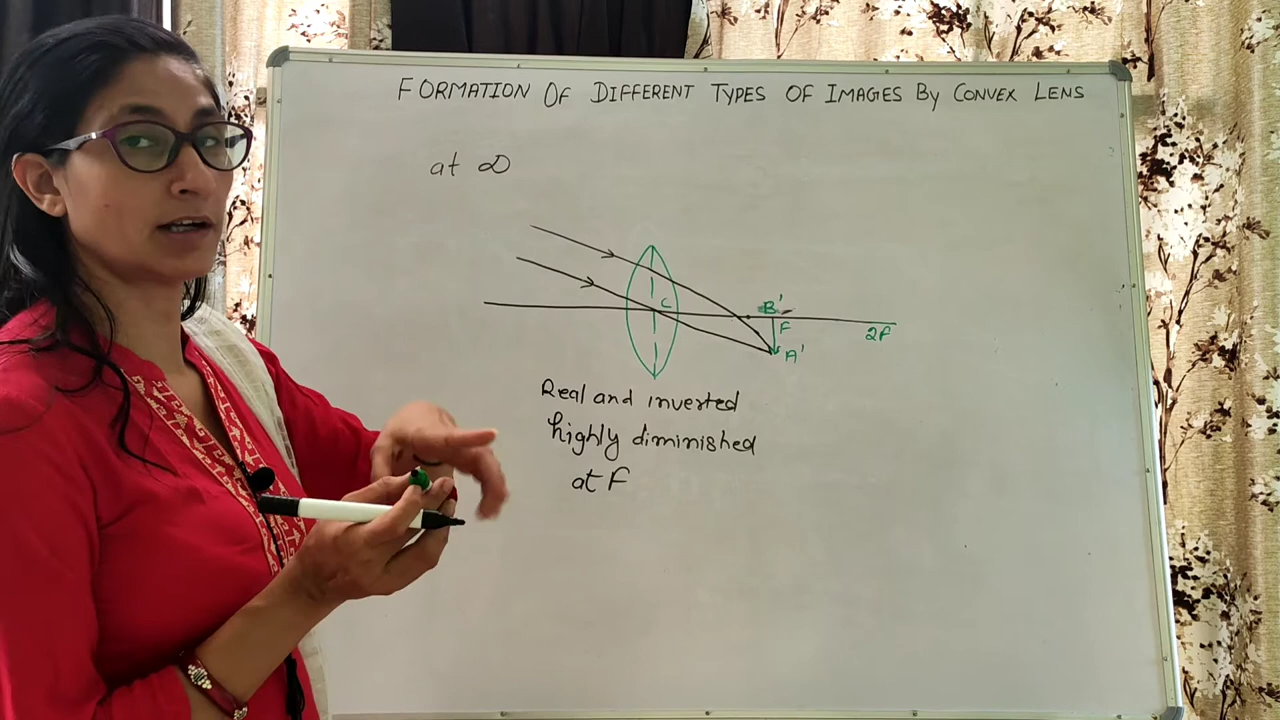 FORMATION OF DIFFERENT TYPES OF IMAGES By CONVEX LENS
at ∞
C
B'
F
2F
A'
Real and inverted
highly diminished
at F